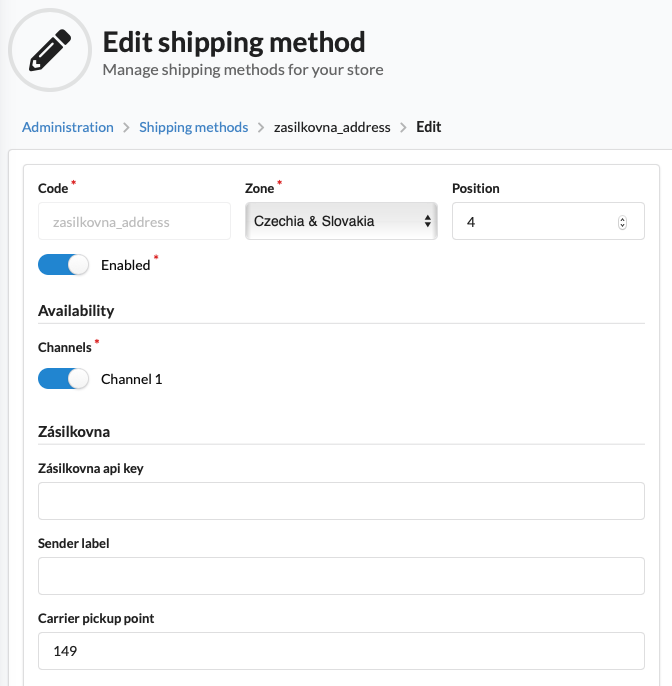 Edit shipping method
Manage shipping methods for your store
Administration > Shipping methods > zasilkovna_address > Edit
Code * Zone * Position
zasilkovna_address Czechia & Slovakia 4
Enabled *
Availability
Channels *
Channel 1
Zásilkovna
Zásilkovna api key
Sender label
Carrier pickup point
149